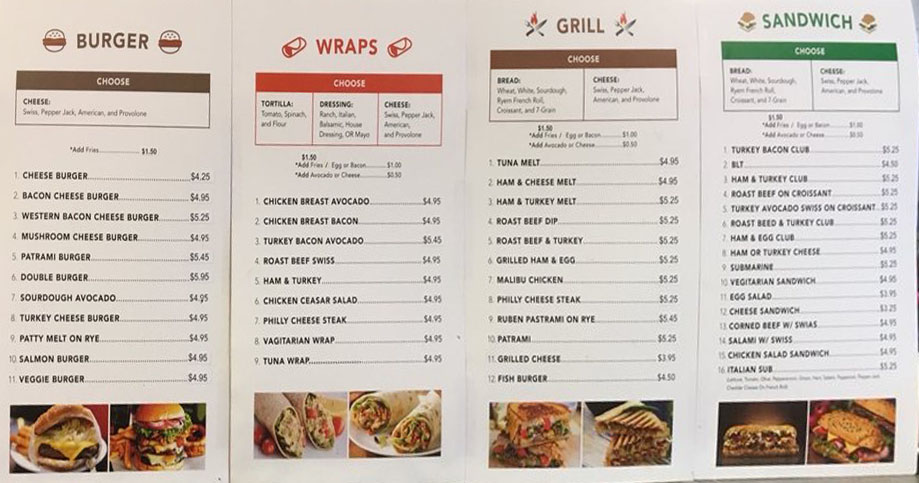 BURGER
CHOOSE
CHEESE:
Swiss, Pepper Jack, American, and Provolone
*Add Fries $1.50
1. CHEESE BURGER $4.25
2. BACON CHEESE BURGER $4.95
3. WESTERN BACON CHEESE BURGER $5.25
4. MUSHROOM CHEESE BURGER $4.95
5. PATRAMI BURGER $5.45
6. DOUBLE BURGER $5.95
7. SOURDOUGH AVOCADO $4.95
8. TURKEY CHEESE BURGER $4.95
9. PATTY MELT ON RYE $4.95
10. SALMON BURGER $4.95
11. VEGGIE BURGER $4.95
WRAPS
CHOOSE
TORTILLA:
Tomato, Spinach,
and Flour
DRESSING:
Ranch, Italian,
Balsamic, House
Dressing, OR Mayo
CHEESE:
Swiss, Pepper Jack,
American,
and Provolone
$1.50
*Add Fries / Egg or Bacon $1.00
*Add Avocado or Cheese $0.50
1. CHICKEN BREAST AVOCADO $4.95
2. CHICKEN BREAST BACON $4.95
3. TURKEY BACON AVOCADO $5.45
4. ROAST BEEF SWISS $4.95
5. HAM & TURKEY $4.95
6. CHICKEN CEASAR SALAD $4.95
7. PHILLY CHEESE STEAK $4.95
8. VAGITARIAN WRAP $4.95
9. TUNA WRAP $4.95
GRILL
CHOOSE
BREAD:
Wheat, White, Sourdough,
Ryem French Roll,
Croissant, and 7-Grain
CHEESE:
Swiss, Pepper Jack,
American, and Provolone
$1.50
*Add Fries / Egg or Bacon $1.00
*Add Avocado or Cheese $0.50
1. TUNA MELT $4.95
2. HAM & CHEESE MELT $4.95
3. HAM & TURKEY MELT $5.25
4. ROAST BEEF DIP $5.25
5. ROAST BEEF & TURKEY $5.25
6. GRILLED HAM & EGG $5.25
7. MALIBU CHICKEN $5.25
8. PHILLY CHEESE STEAK $5.25
9. RUBEN PASTRAMI ON RYE $5.45
10. PATRAMI $5.25
11. GRILLED CHEESE $3.95
12. FISH BURGER $4.50
SANDWICH
CHOOSE
BREAD:
Wheat, White, Sourdough,
Ryem French Roll,
Croissant, and 7-Grain
CHEESE:
Swiss, Pepper Jack,
American, and Provolone
$1.50
*Add Fries / Egg or Bacon $1.00
*Add Avocado or Cheese $0.50
1. TURKEY BACON CLUB $5.25
2. BLT $4.50
3. HAM & TURKEY CLUB $5.25
4. ROAST BEEF ON CROISSANT $5.25
5. TURKEY AVOCADO SWISS ON CROISSANT $5.25
6. ROAST BEED & TURKEY CLUB $5.25
7. HAM & EGG CLUB $5.25
8. HAM OR TURKEY CHEESE $4.95
9. SUBMARINE $5.25
10. VEGITARIAN SANDWICH $4.95
11. EGG SALAD $3.95
12. CHEESE SANDWICH $3.25
13. CORNED BEEF W/ SWIAS $4.95
14. SALAMI W/ SWISS $4.95
15. CHICKEN SALAD SANDWICH $4.95
16. ITALIAN SUB $5.25